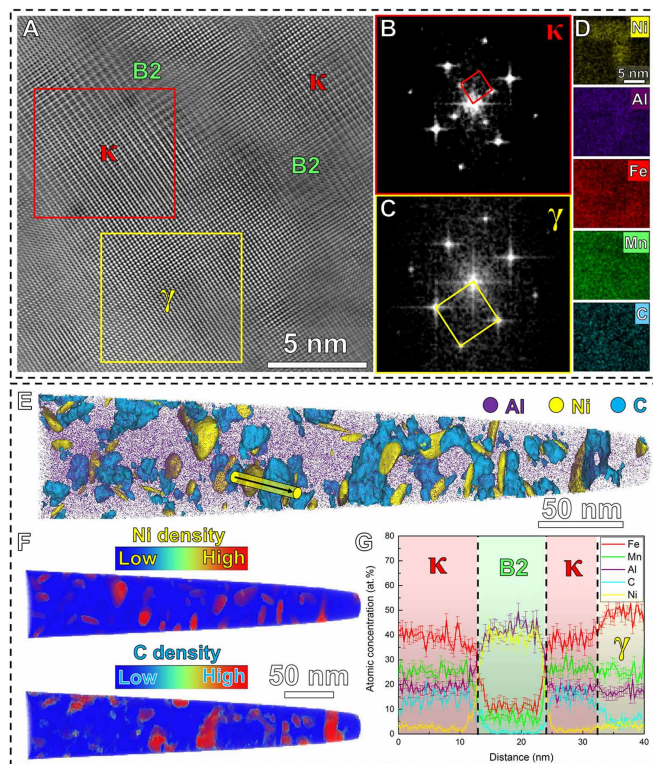 A
B2
κ
B2
κ
γ
5 nm
B
κ
C
γ
D
Ni
5 nm
Al
Fe
Mn
C
E
Al
Ni
C
50 nm
F
Ni density
Low
High
C density
Low
High
50 nm
G
κ
B2
κ
γ
Fe
Mn
Al
C
Ni
80
70
60
50
40
30
20
10
0
Atomic concentration (at.%)
0
10
20
30
40
Distance (nm)